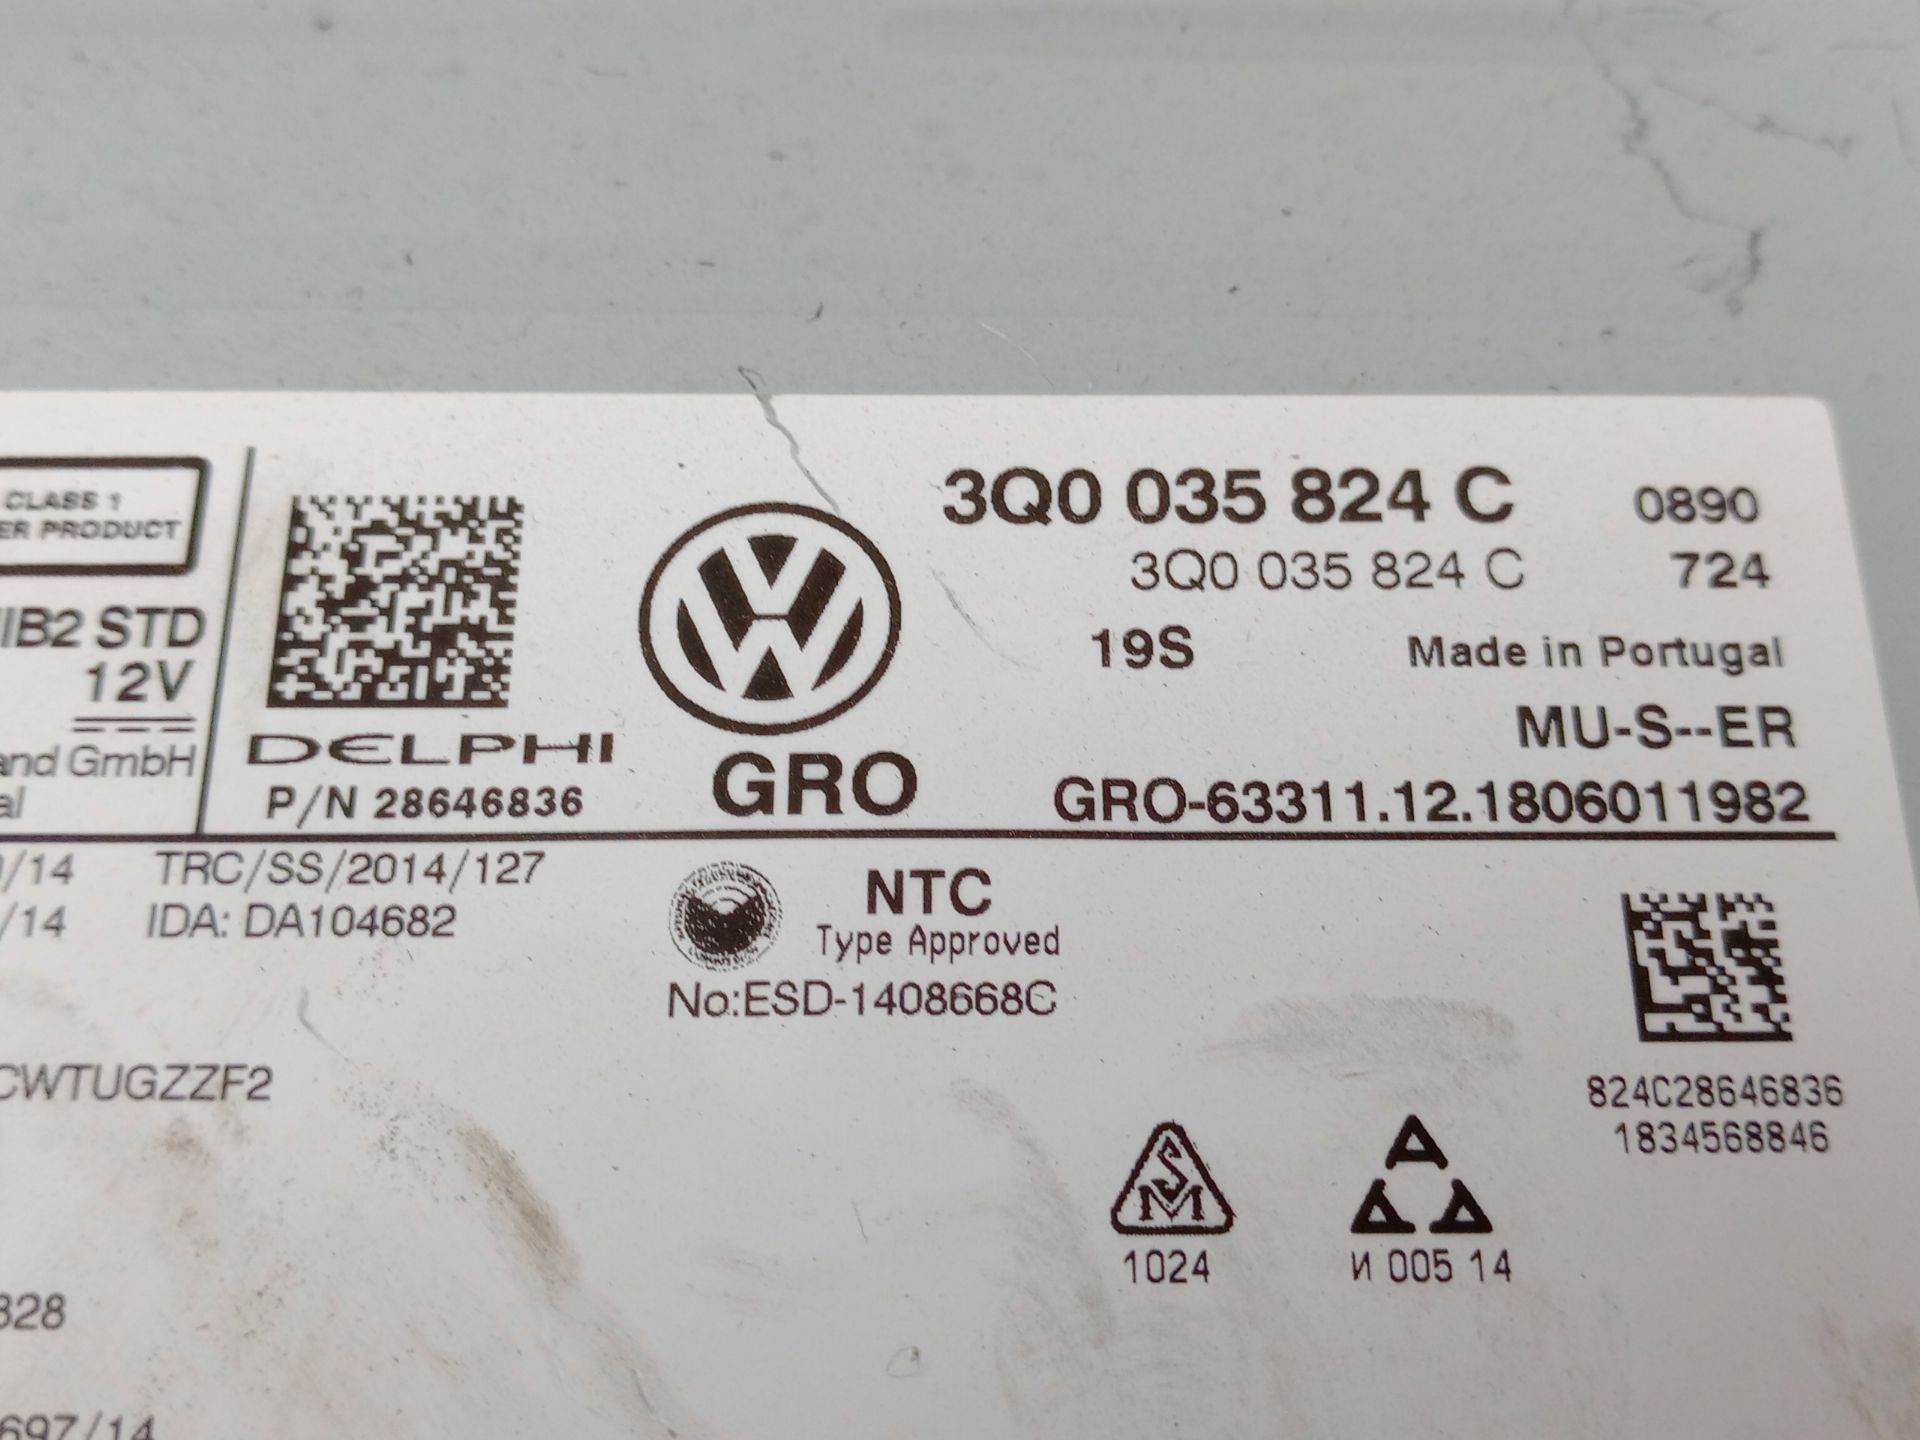 CLASS 1
ER PRODUCT
IB2 STD
12V
and GmbH
al
DELPHI
P/N 28646836
GRO
3Q0 035 824 C 0890
3Q0 035 824 C 724
19S Made in Portugal
MU-S--ER
GRO-63311.12.1806011982
/14 TRC/SS/2014/127
/14 IDA: DA104682
NTC
Type Approved
No:ESD-1408668C
CWTUGZZF2
824C28646836
1834568846
SM
1024
И 005 14
828
697/14